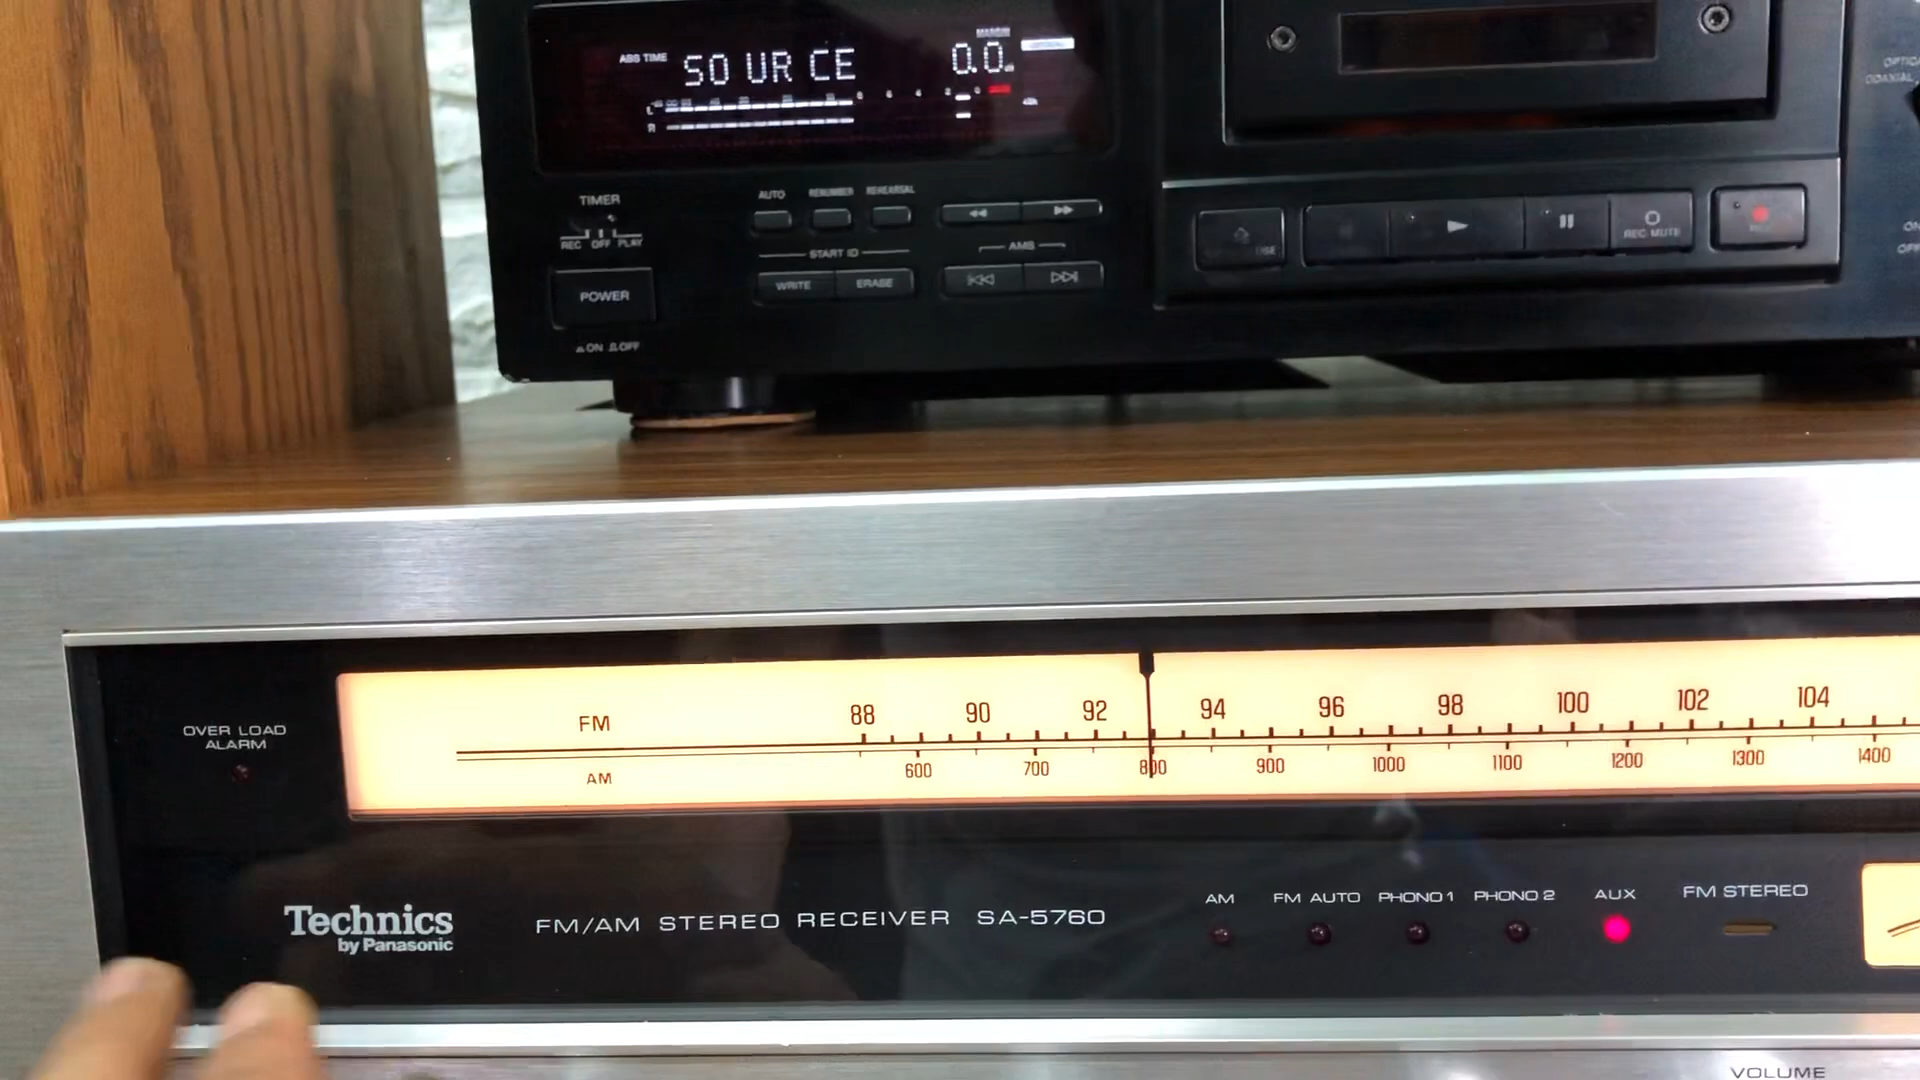 ABS TIME
SO UR CE
MARGIN
0.0
L
R
OPTICAL
COAXIAL
TIMER
REC OFF PLAY
AUTO RENUMBER REHEARSAL
START ID
AMS
WRITE ERASE
POWER
ON OFF
REC MUTE
FM
88 90 92 94 96 98 100 102 104
AM
600 700 800 900 1000 1100 1200 1300 1400
OVER LOAD
ALARM
Technics
by Panasonic
FM/AM STEREO RECEIVER SA-5760
AM FM AUTO PHONO 1 PHONO 2 AUX FM STEREO
VOLUME